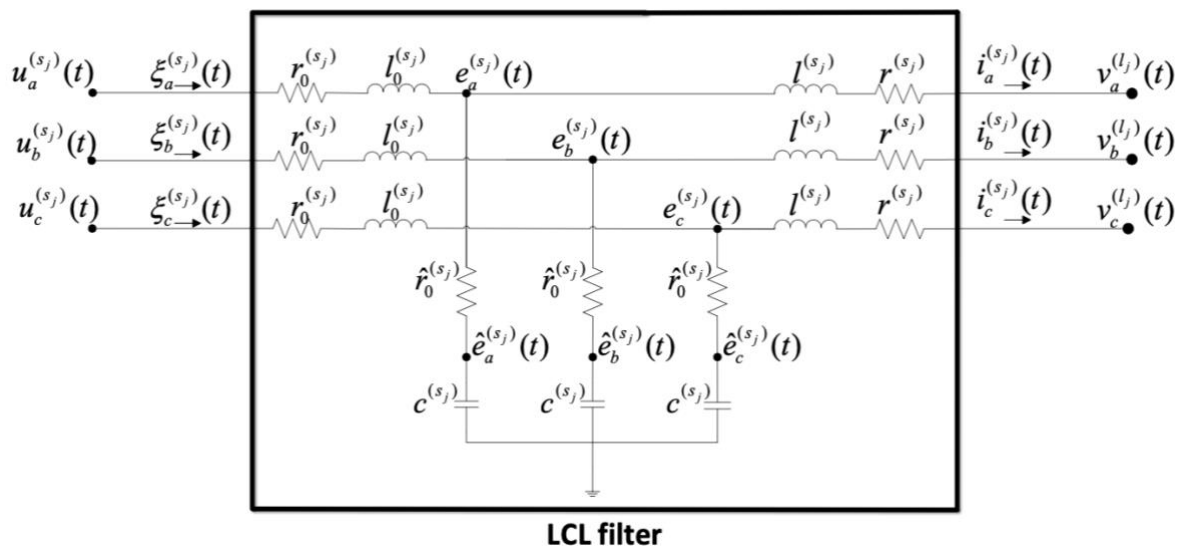 u_a^{(s_j)}(t) ξ_a^{(s_j)}(t) r_0^{(s_j)} l_0^{(s_j)} e_a^{(s_j)}(t) l^{(s_j)} r^{(s_j)} i_a^{(s_j)}(t) v_a^{(l_j)}(t)
u_b^{(s_j)}(t) ξ_b^{(s_j)}(t) r_0^{(s_j)} l_0^{(s_j)} e_b^{(s_j)}(t) l^{(s_j)} r^{(s_j)} i_b^{(s_j)}(t) v_b^{(l_j)}(t)
u_c^{(s_j)}(t) ξ_c^{(s_j)}(t) r_0^{(s_j)} l_0^{(s_j)} e_c^{(s_j)}(t) l^{(s_j)} r^{(s_j)} i_c^{(s_j)}(t) v_c^{(l_j)}(t)
r̂_0^{(s_j)} r̂_0^{(s_j)} r̂_0^{(s_j)}
ê_a^{(s_j)}(t) ê_b^{(s_j)}(t) ê_c^{(s_j)}(t)
c^{(s_j)} c^{(s_j)} c^{(s_j)}
LCL filter